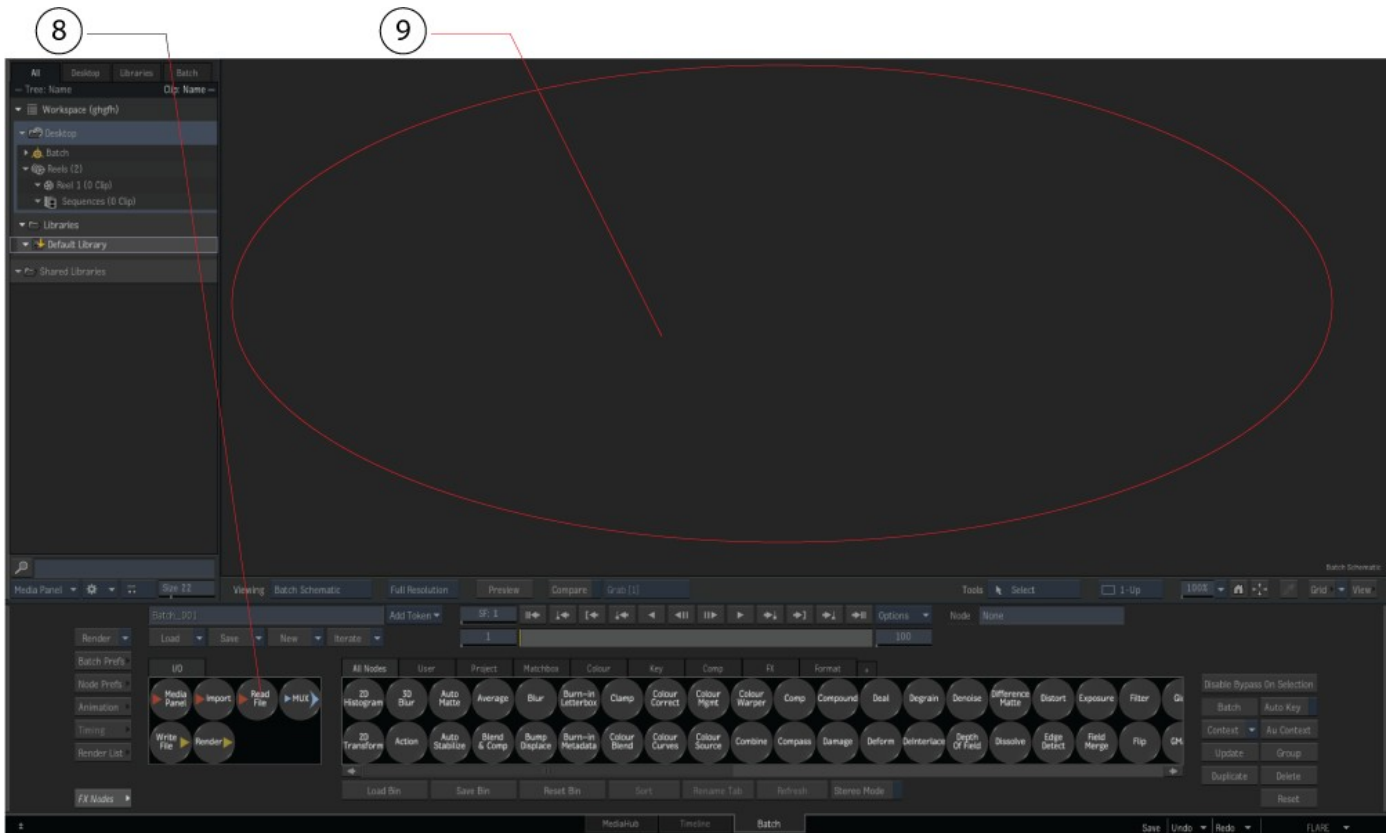 8
9
All Desktop Libraries Batch
— Tree: Name Clip: Name —
Workspace (ghgfh)
Desktop
Batch
Reels (2)
Reel 1 (0 Clip)
Sequences (0 Clip)
Libraries
Default Library
Shared Libraries
Batch Schematic
Media Panel Size 22 Viewing Batch Schematic Full Resolution Preview Compare Grab [1] Tools Select 1-Up 100% Grid View
Batch_001 Add Token SF: 1 Options Node None
Render Load Save New Iterate 1 100
Batch Prefs
Node Prefs
Animation
Timing
Render List
FX Nodes
I/O
Media Panel Import Read File MUX
Write File Render
All Nodes User Project Matchbox Colour Key Comp FX Format +
2D Histogram 3D Blur Auto Matte Average Blur Burn-in Letterbox Clamp Colour Correct Colour Mgmt Colour Warper Comp Compound Deal Degrain Denoise Difference Matte Distort Exposure Filter
2D Transform Action Auto Stabilize Blend & Comp Bump Displace Burn-in Metadata Colour Blend Colour Curves Colour Source Combine Compass Damage Deform DeInterlace Depth Of Field Dissolve Edge Detect Field Merge Flip GM
Load Bin Save Bin Reset Bin Sort Rename Tab Refresh Stereo Mode
Disable Bypass On Selection
Batch Auto Key
Context Au Context
Update Group
Duplicate Delete
Reset
MediaHub Timeline Batch Save Undo Redo FLARE